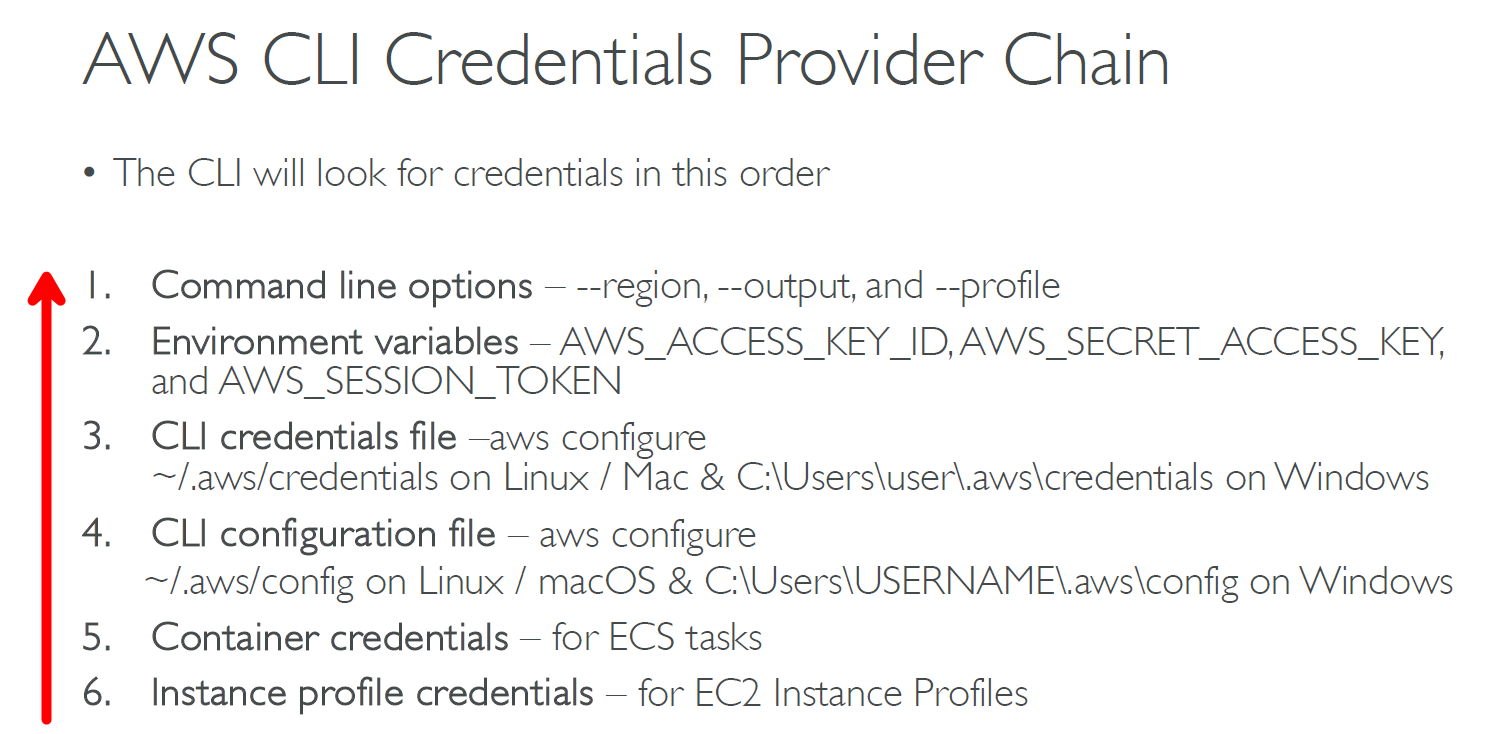 AWS CLI Credentials Provider Chain
• The CLI will look for credentials in this order
1. Command line options – --region, --output, and --profile
2. Environment variables – AWS_ACCESS_KEY_ID, AWS_SECRET_ACCESS_KEY,
and AWS_SESSION_TOKEN
3. CLI credentials file –aws configure
~/.aws/credentials on Linux / Mac & C:\Users\user\.aws\credentials on Windows
4. CLI configuration file – aws configure
~/.aws/config on Linux / macOS & C:\Users\USERNAME\.aws\config on Windows
5. Container credentials – for ECS tasks
6. Instance profile credentials – for EC2 Instance Profiles